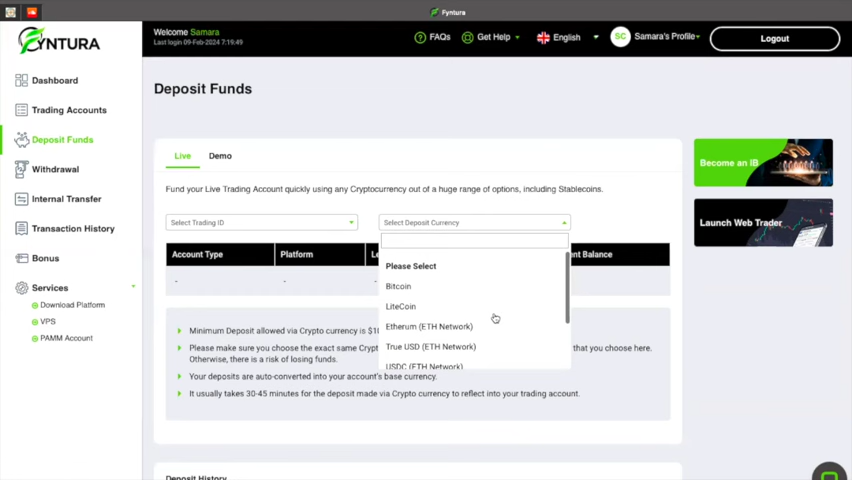 Fyntura
FYNTURA
Welcome Samara
Last login 09-Feb-2024 7:19:49
FAQs
Get Help
English
SC
Samara's Profile
Logout
Dashboard
Trading Accounts
Deposit Funds
Withdrawal
Internal Transfer
Transaction History
Bonus
Services
Download Platform
VPS
PAMM Account
Deposit Funds
Live
Demo
Fund your Live Trading Account quickly using any Cryptocurrency out of a huge range of options, including Stablecoins.
Select Trading ID
Select Deposit Currency
Account Type
Platform
Please Select
Bitcoin
LiteCoin
Etherum (ETH Network)
True USD (ETH Network)
USDC (ETH Network)
Balance
-
-
-
Minimum Deposit allowed via Crypto currency is
Please make sure you choose the exact same
that you choose here.
Otherwise, there is a risk of losing funds.
Your deposits are auto-converted into your account's base currency.
It usually takes 30-45 minutes for the deposit made via Crypto currency to reflect into your trading account.
Deposit History
Become an IB
Launch Web Trader